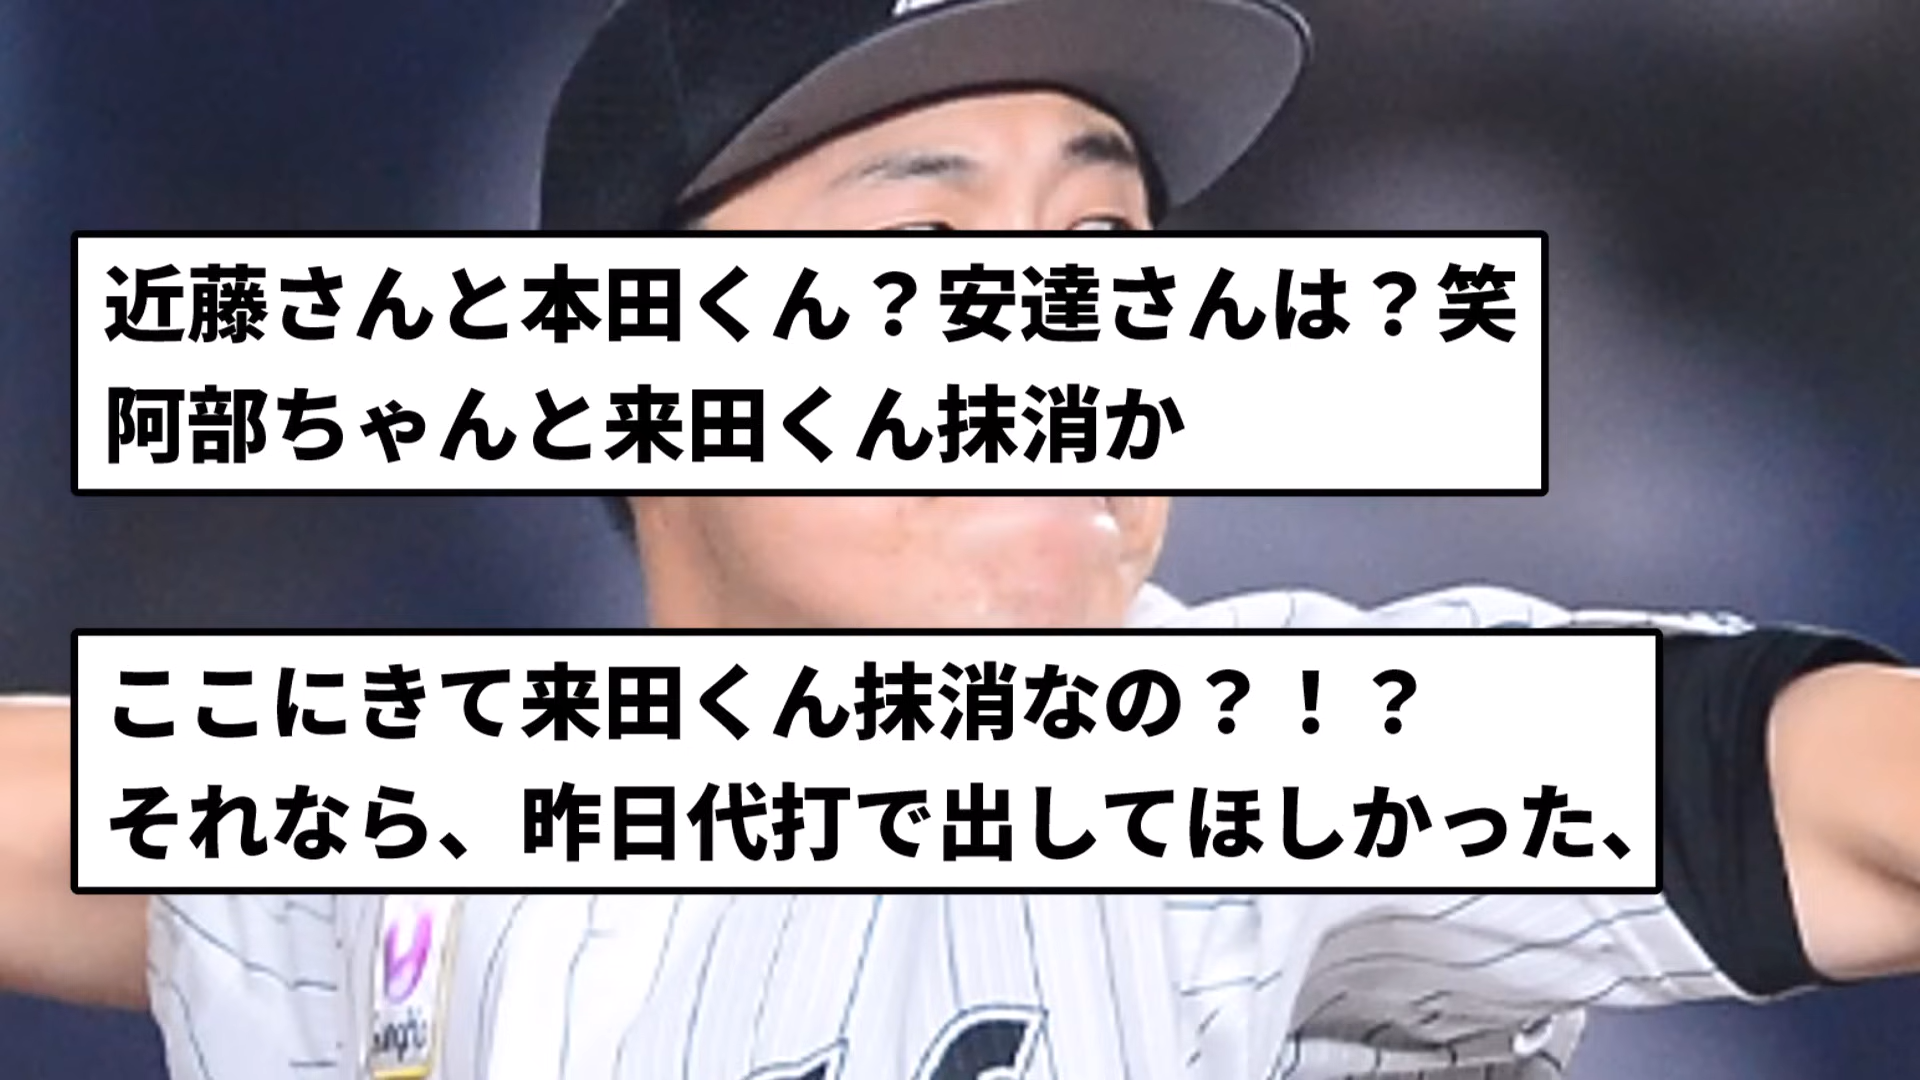 近藤さんと本田くん？安達さんは？笑
阿部ちゃんと来田くん抹消か
ここにきて来田くん抹消なの？！？
それなら、昨日代打で出してほしかった、